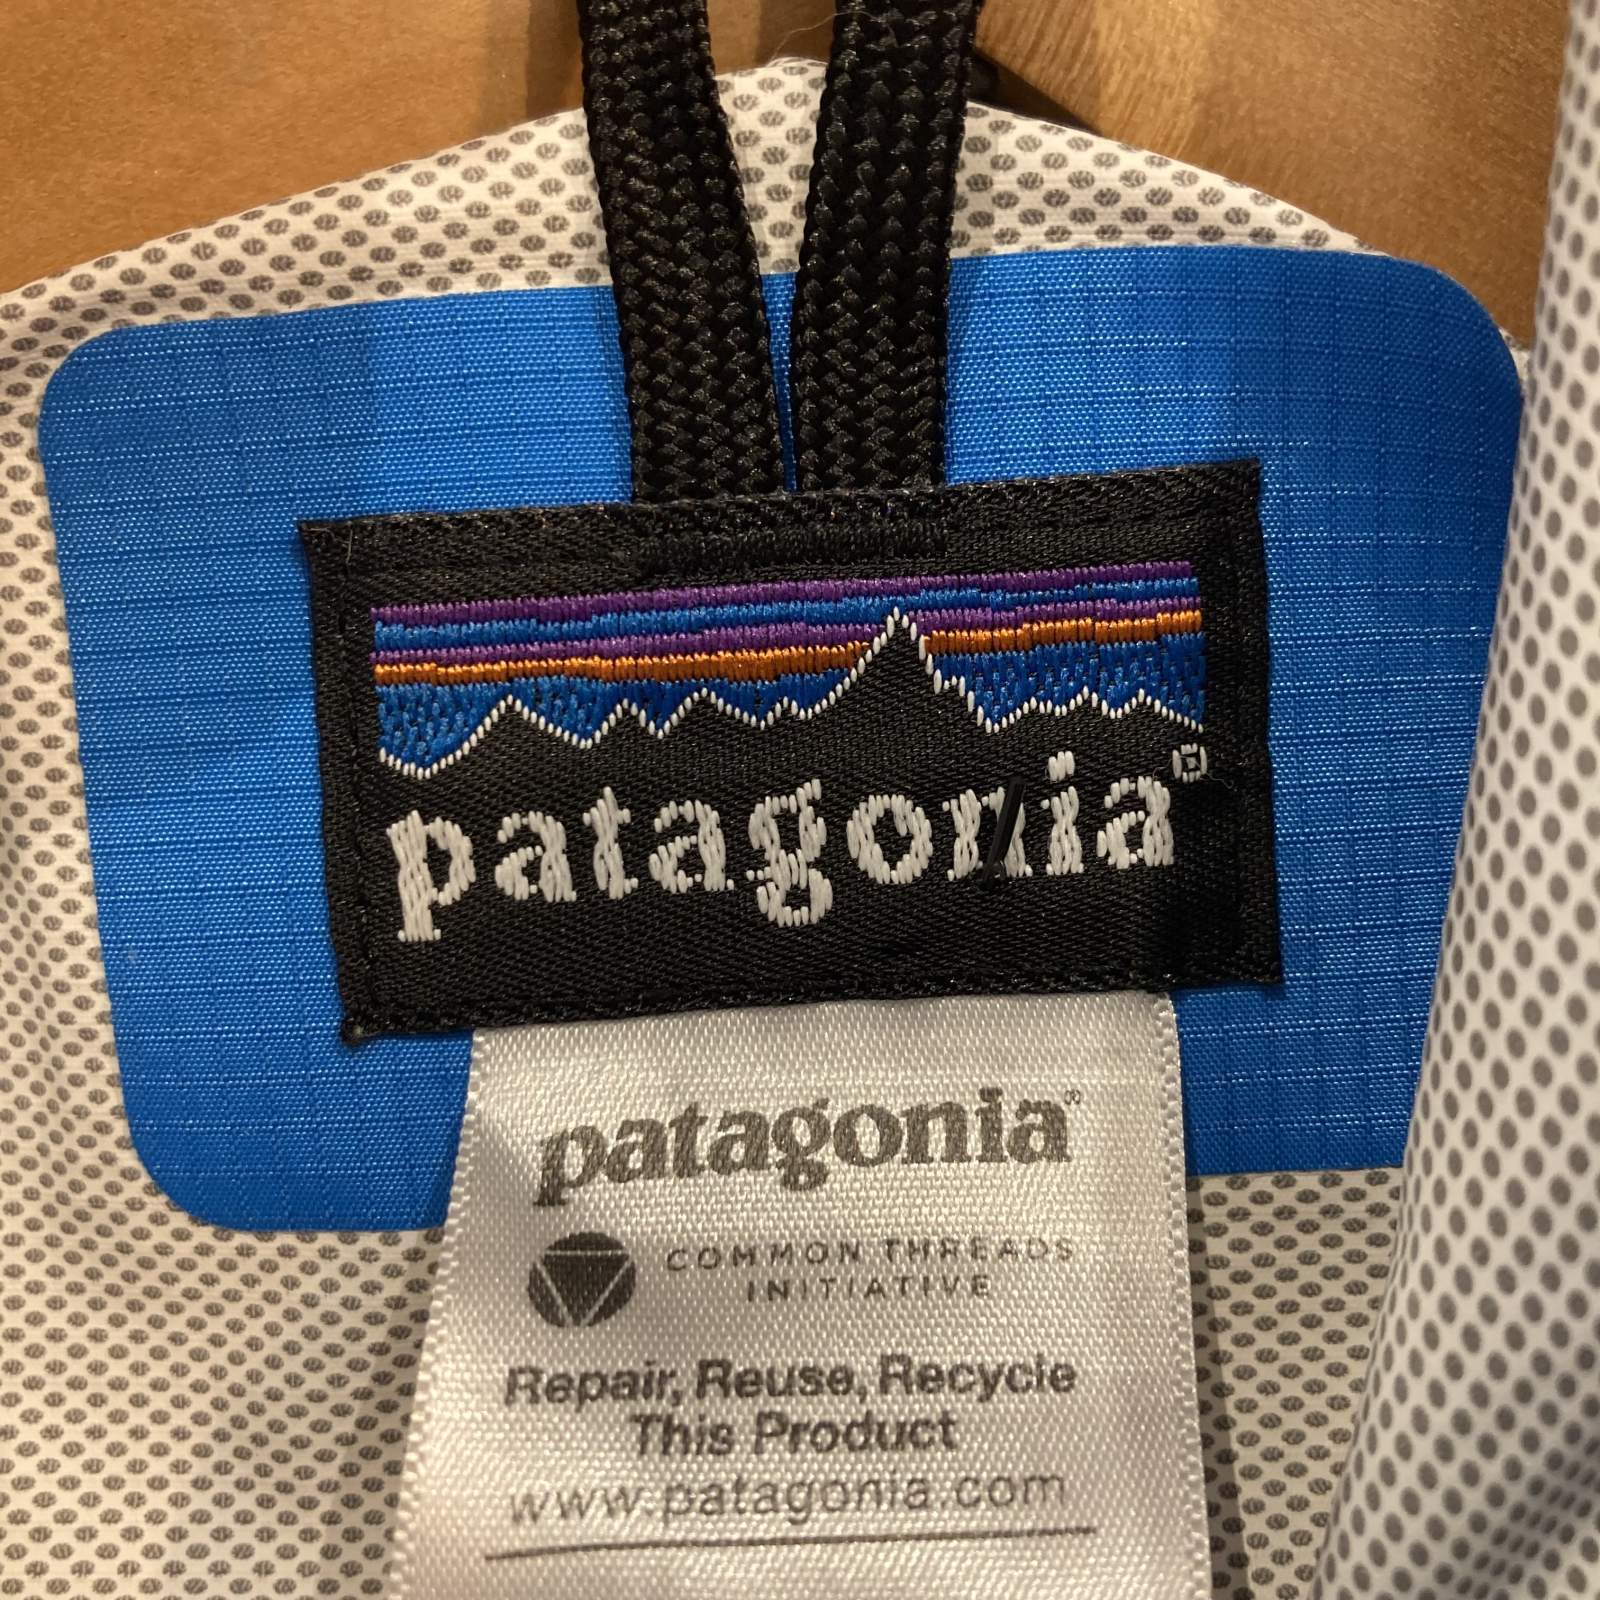 patagonia®
patagonia®
COMMON THREADS
INITIATIVE
Repair, Reuse, Recycle
This Product
www.patagonia.com